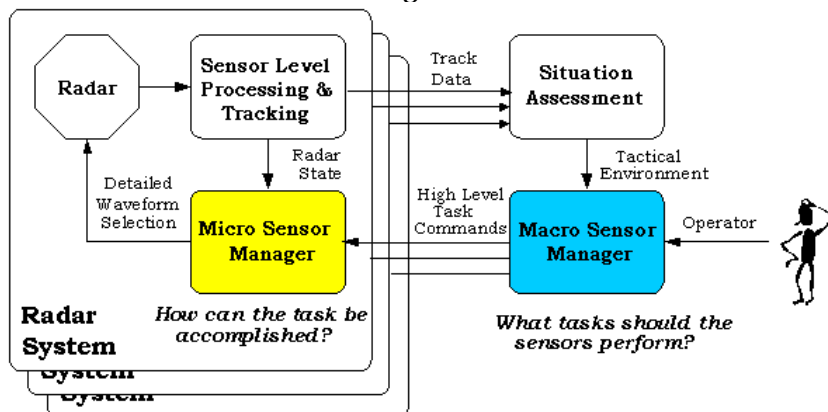 Radar
Sensor Level
Processing &
Tracking
Track
Data
Situation
Assessment
Radar
State
Tactical
Environment
Detailed
Waveform
Selection
High Level
Task
Commands
Operator
Micro Sensor
Manager
Macro Sensor
Manager
How can the task be
accomplished?
What tasks should the
sensors perform?
Radar
System
System
System